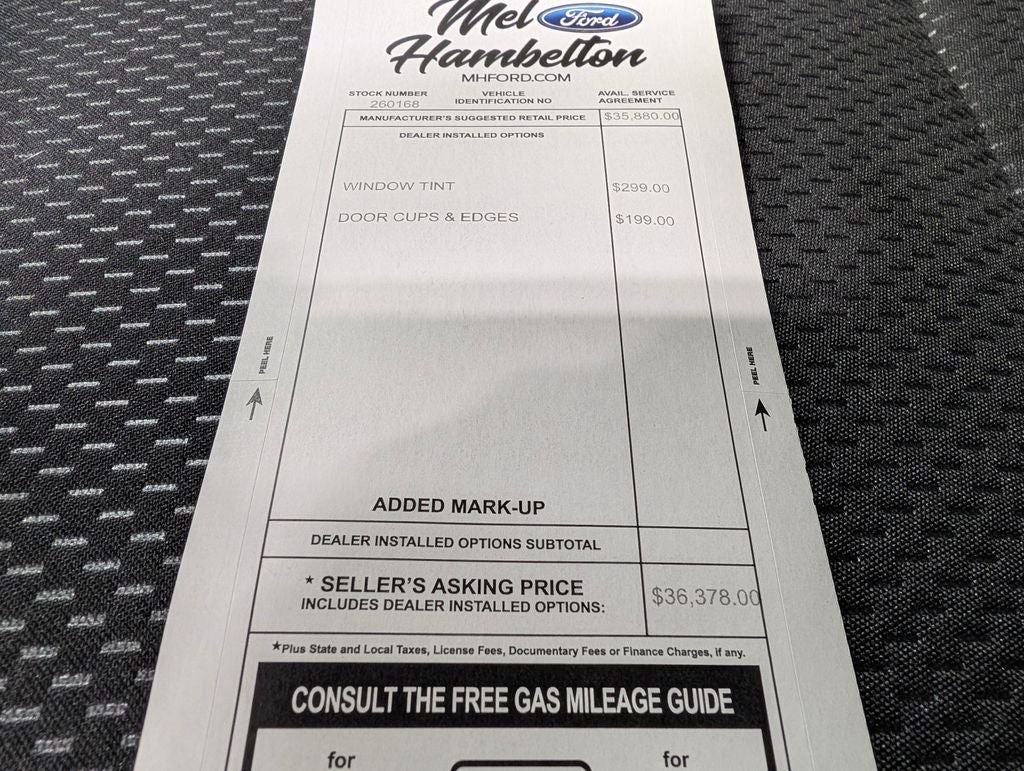 Mel Ford
Hambelton
MHFORD.COM
STOCK NUMBER
260168
VEHICLE
IDENTIFICATION NO
AVAIL. SERVICE
AGREEMENT
MANUFACTURER'S SUGGESTED RETAIL PRICE $35,880.00
DEALER INSTALLED OPTIONS
WINDOW TINT $299.00
DOOR CUPS & EDGES $199.00
PEEL HERE
PEEL HERE
ADDED MARK-UP
DEALER INSTALLED OPTIONS SUBTOTAL
* SELLER'S ASKING PRICE
INCLUDES DEALER INSTALLED OPTIONS:
$36,378.00
*Plus State and Local Taxes, License Fees, Documentary Fees or Finance Charges, if any.
CONSULT THE FREE GAS MILEAGE GUIDE
for for